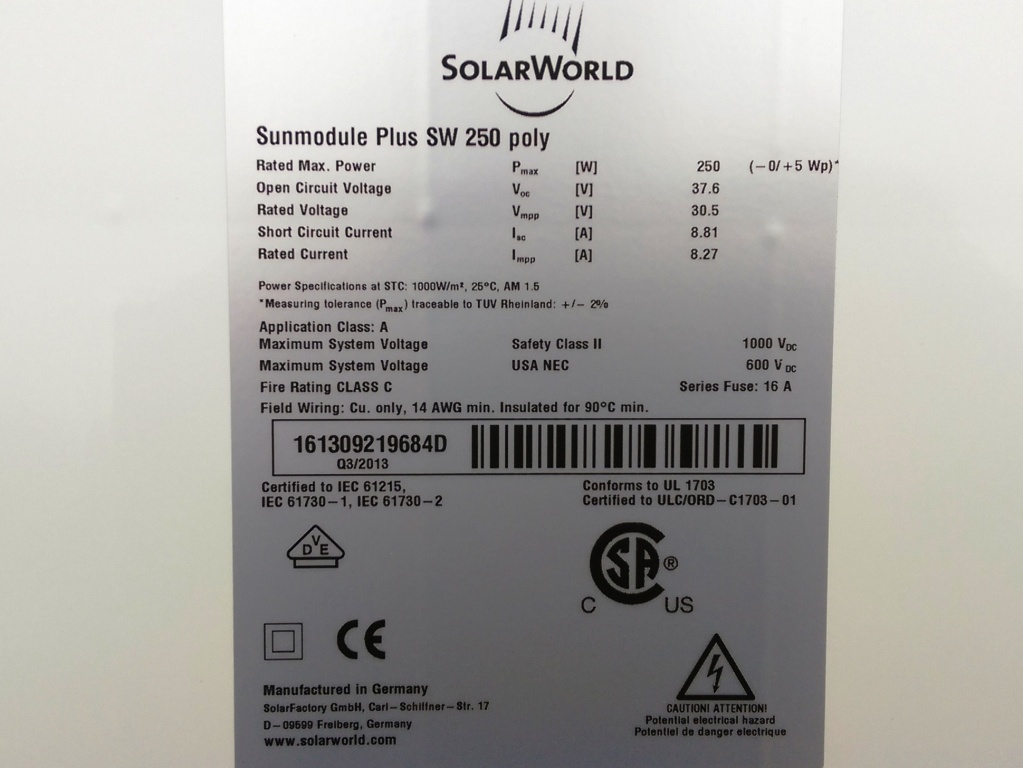 SOLARWORLD
Sunmodule Plus SW 250 poly
Rated Max. Power Pmax [W] 250 (−0/+5 Wp)*
Open Circuit Voltage Voc [V] 37.6
Rated Voltage Vmpp [V] 30.5
Short Circuit Current Isc [A] 8.81
Rated Current Impp [A] 8.27
Power Specifications at STC: 1000W/m², 25°C, AM 1.5
*Measuring tolerance (Pmax) traceable to TUV Rheinland: +/− 2%
Application Class: A
Maximum System Voltage Safety Class II 1000 VDC
Maximum System Voltage USA NEC 600 VDC
Fire Rating CLASS C Series Fuse: 16 A
Field Wiring: Cu. only, 14 AWG min. Insulated for 90°C min.
161309219684D
Q3/2013
Certified to IEC 61215,
IEC 61730−1, IEC 61730−2
Conforms to UL 1703
Certified to ULC/ORD−C1703−01
DVE
CSA®
C US
CE
Manufactured in Germany
SolarFactory GmbH, Carl−Schiffner−Str. 17
D−09599 Freiberg, Germany
www.solarworld.com
CAUTION! ATTENTION!
Potential electrical hazard
Potentiel de danger electrique